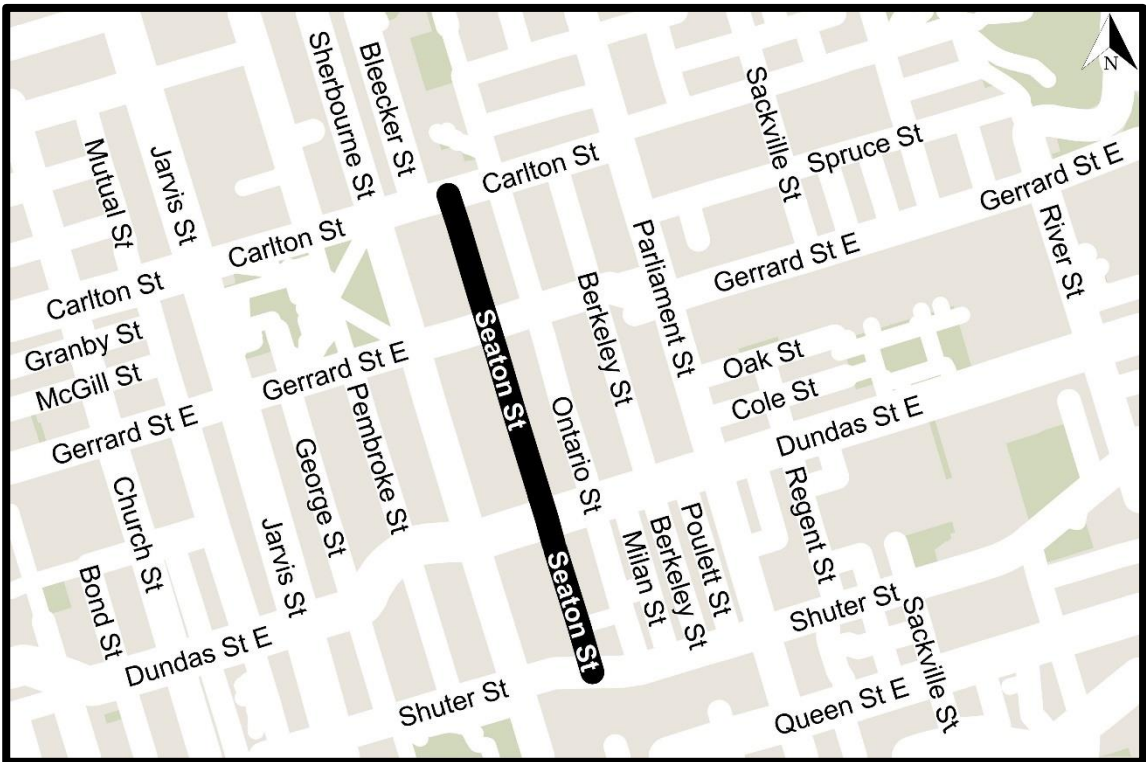 N
Sherbourne St
Bleecker St
Sackville St
Carlton St
Spruce St
Gerrard St E
Mutual St
Jarvis St
Carlton St
Parliament St
Gerrard St E
River St
Carlton St
Berkeley St
Granby St
McGill St
Gerrard St E
Seaton St
Oak St
Cole St
Gerrard St E
Pembroke St
Ontario St
Dundas St E
George St
Church St
Jarvis St
Regent St
Poulett St
Berkeley St
Milan St
Bond St
Seaton St
Shuter St
Sackville St
Dundas St E
Shuter St
Queen St E